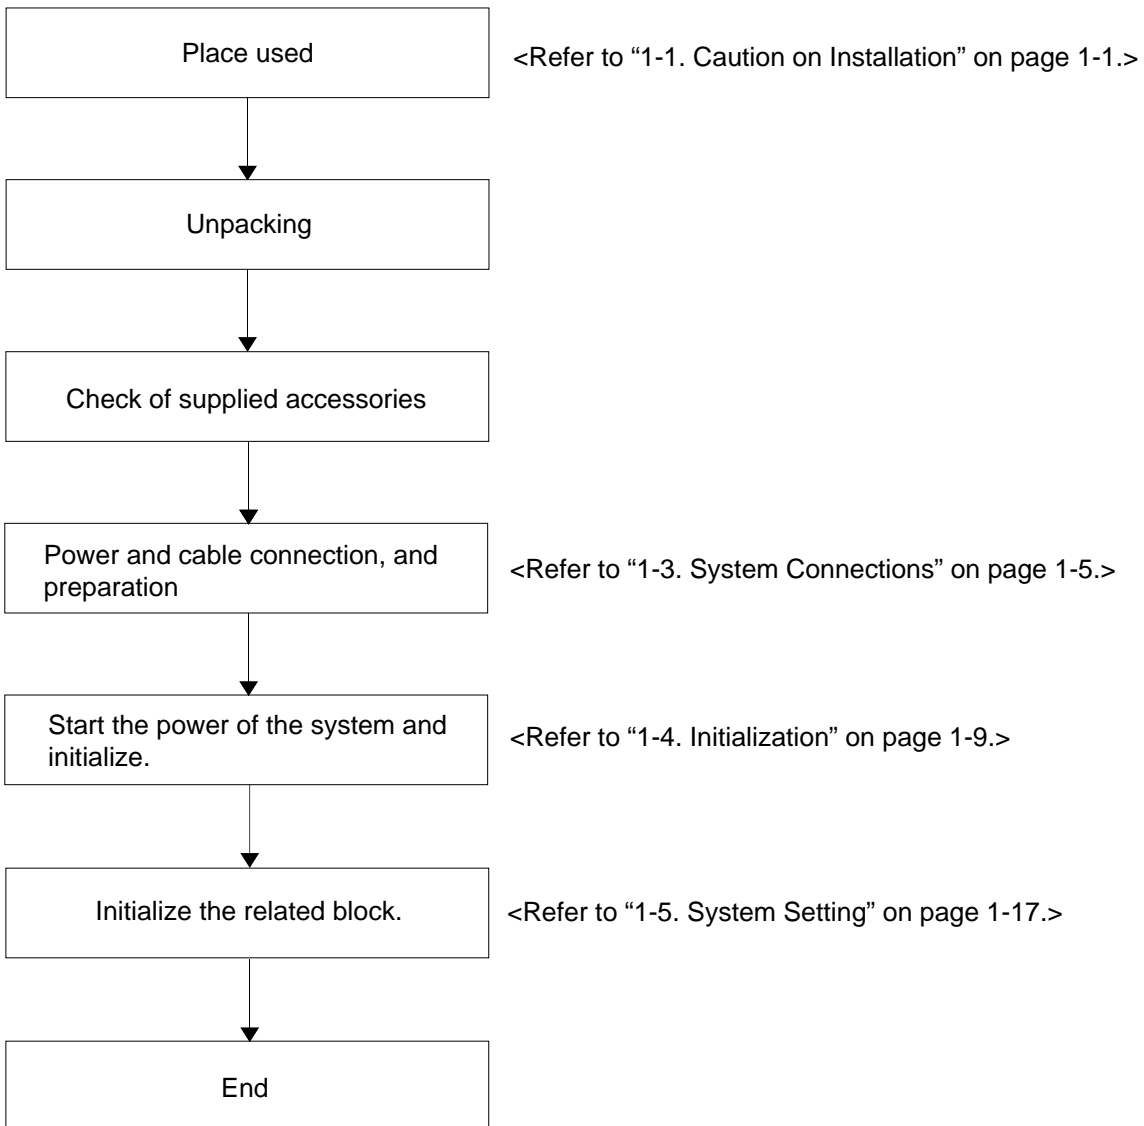 Place used
<Refer to “1-1. Caution on Installation” on page 1-1.>
Unpacking
Check of supplied accessories
Power and cable connection, and
preparation
<Refer to “1-3. System Connections” on page 1-5.>
Start the power of the system and
initialize.
<Refer to “1-4. Initialization” on page 1-9.>
Initialize the related block.
<Refer to “1-5. System Setting” on page 1-17.>
End